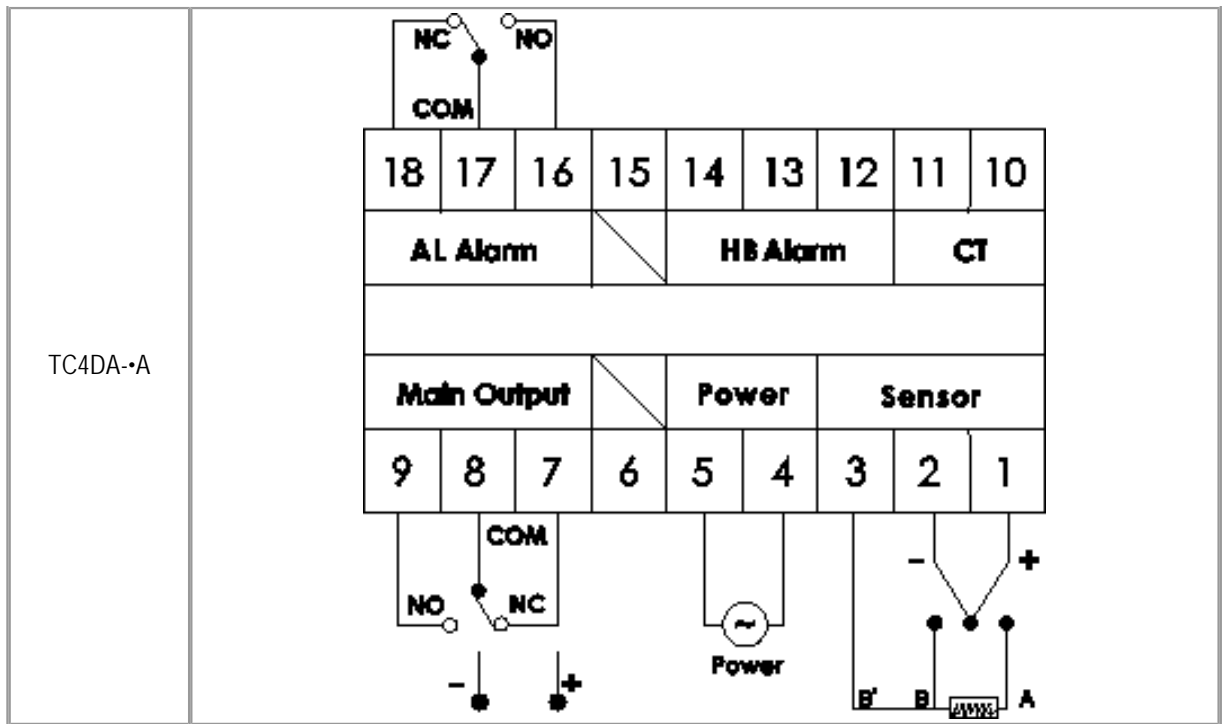 NC NO
COM
18 17 16 15 14 13 12 11 10
AL Alarm HB Alarm CT
TC4DA-•A
Main Output Power Sensor
9 8 7 6 5 4 3 2 1
COM
- +
NO NC
~
Power
- +
B' B A